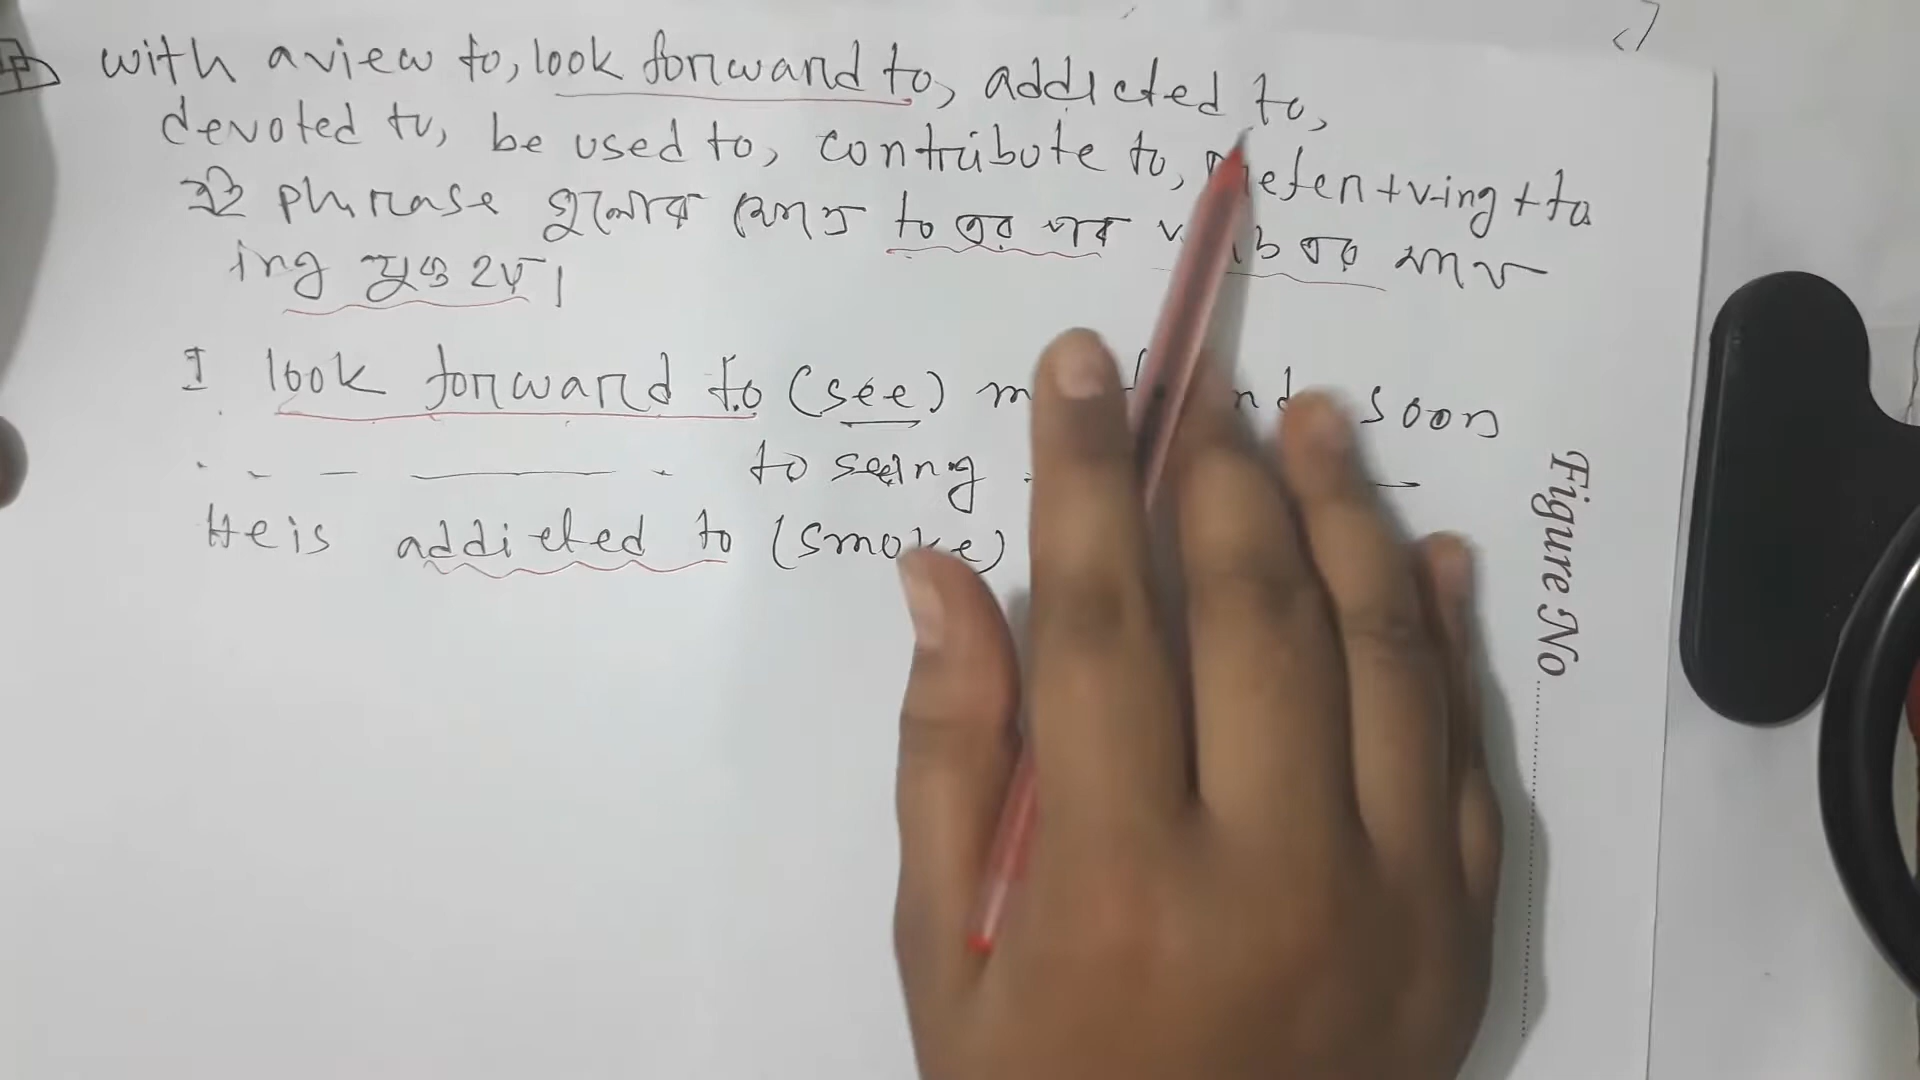 with a view to, look forward to, addicted to,
devoted to, be used to, contribute to, prefer + v-ing + to
এই phrase গুলোর শেষে to এর পর এর সাথে
ing যুক্ত হয়।
I look forward to (see) soon
to seeing
He is addicted to (smoke)
Figure No